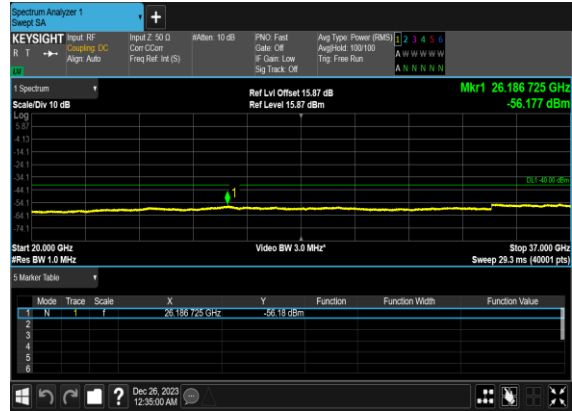 Spectrum Analyzer 1
Swept SA
+
KEYSIGHT Input: RF Input Z: 50 Ω #Atten: 10 dB PNO: Fast Avg Type: Power (RMS) 1 2 3 4 5 6
R T Coupling: DC Corr CCorr Gate: Off Avg|Hold: 100/100 A W W W W W
Align: Auto Freq Ref: Int (S) IF Gain: Low Trig: Free Run
Sig Track: Off A N N N N N
1 Spectrum Ref Lvl Offset 15.87 dB Mkr1 26.186 725 GHz
Scale/Div 10 dB Ref Level 15.87 dBm -56.177 dBm
Log
5.87
-4.13
-14.1
-24.1
-34.1
DL1 -40.00 dBm
-44.1
1
-54.1
-64.1
-74.1
Start 20.000 GHz Video BW 3.0 MHz* Stop 37.000 GHz
#Res BW 1.0 MHz Sweep 29.3 ms (40001 pts)
5 Marker Table
Mode Trace Scale X Y Function Function Width Function Value
1 N 1 f 26.186 725 GHz -56.18 dBm
2
3
4
5
6
? Dec 26, 2023
12:35:00 AM